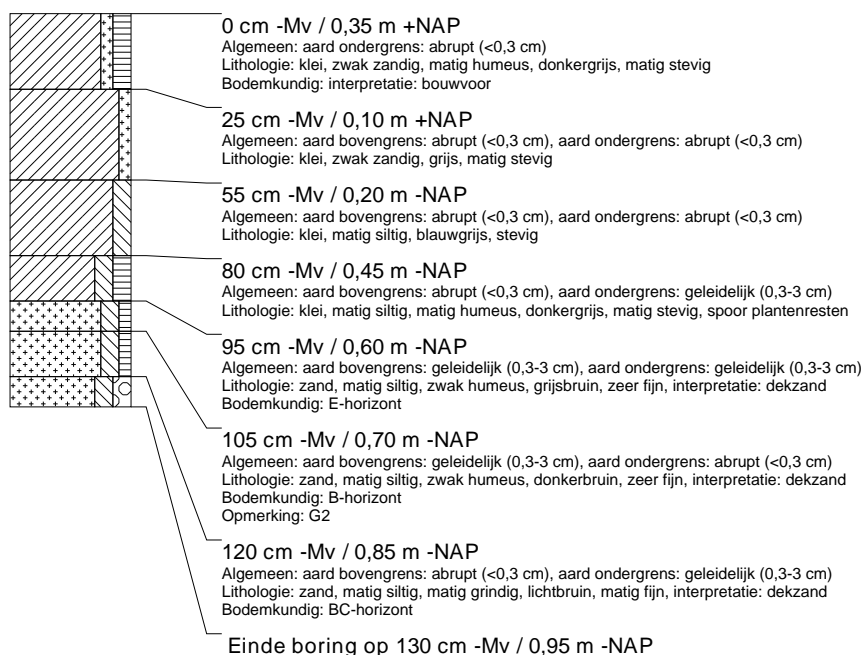 0 cm -Mv / 0,35 m +NAP
Algemeen: aard ondergrens: abrupt (<0,3 cm)
Lithologie: klei, zwak zandig, matig humeus, donkergrijs, matig stevig
Bodemkundig: interpretatie: bouwvoor
25 cm -Mv / 0,10 m +NAP
Algemeen: aard bovengrens: abrupt (<0,3 cm), aard ondergrens: abrupt (<0,3 cm)
Lithologie: klei, zwak zandig, grijs, matig stevig
55 cm -Mv / 0,20 m -NAP
Algemeen: aard bovengrens: abrupt (<0,3 cm), aard ondergrens: abrupt (<0,3 cm)
Lithologie: klei, matig siltig, blauwgrijs, stevig
80 cm -Mv / 0,45 m -NAP
Algemeen: aard bovengrens: abrupt (<0,3 cm), aard ondergrens: geleidelijk (0,3-3 cm)
Lithologie: klei, matig siltig, matig humeus, donkergrijs, matig stevig, spoor plantenresten
95 cm -Mv / 0,60 m -NAP
Algemeen: aard bovengrens: geleidelijk (0,3-3 cm), aard ondergrens: geleidelijk (0,3-3 cm)
Lithologie: zand, matig siltig, zwak humeus, grijsbruin, zeer fijn, interpretatie: dekzand
Bodemkundig: E-horizont
105 cm -Mv / 0,70 m -NAP
Algemeen: aard bovengrens: geleidelijk (0,3-3 cm), aard ondergrens: abrupt (<0,3 cm)
Lithologie: zand, matig siltig, zwak humeus, donkerbruin, zeer fijn, interpretatie: dekzand
Bodemkundig: B-horizont
Opmerking: G2
120 cm -Mv / 0,85 m -NAP
Algemeen: aard bovengrens: abrupt (<0,3 cm), aard ondergrens: geleidelijk (0,3-3 cm)
Lithologie: zand, matig siltig, matig grindig, lichtbruin, matig fijn, interpretatie: dekzand
Bodemkundig: BC-horizont
Einde boring op 130 cm -Mv / 0,95 m -NAP